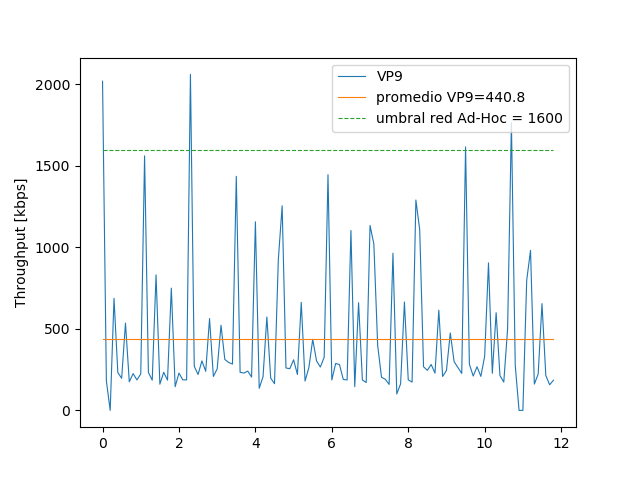 VP9
promedio VP9=440.8
umbral red Ad-Hoc = 1600
2000
1500
1000
500
0
Throughput [kbps]
0 2 4 6 8 10 12